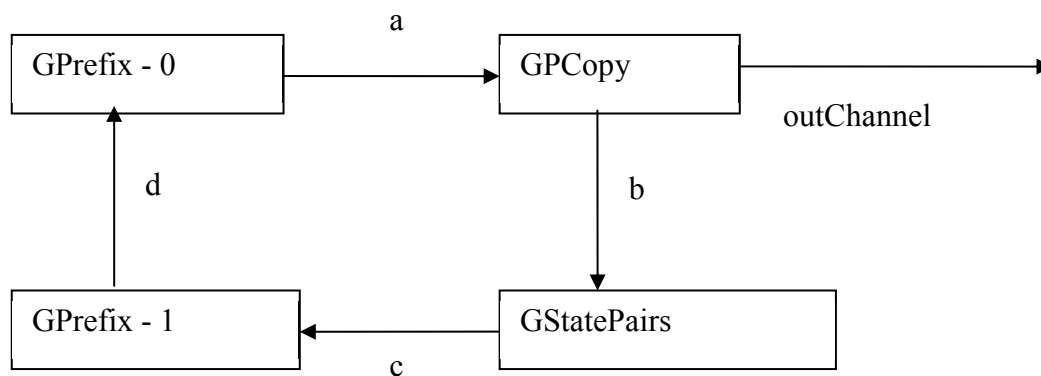 a
GPrefix - 0
GPCopy
outChannel
d
b
GPrefix - 1
GStatePairs
c